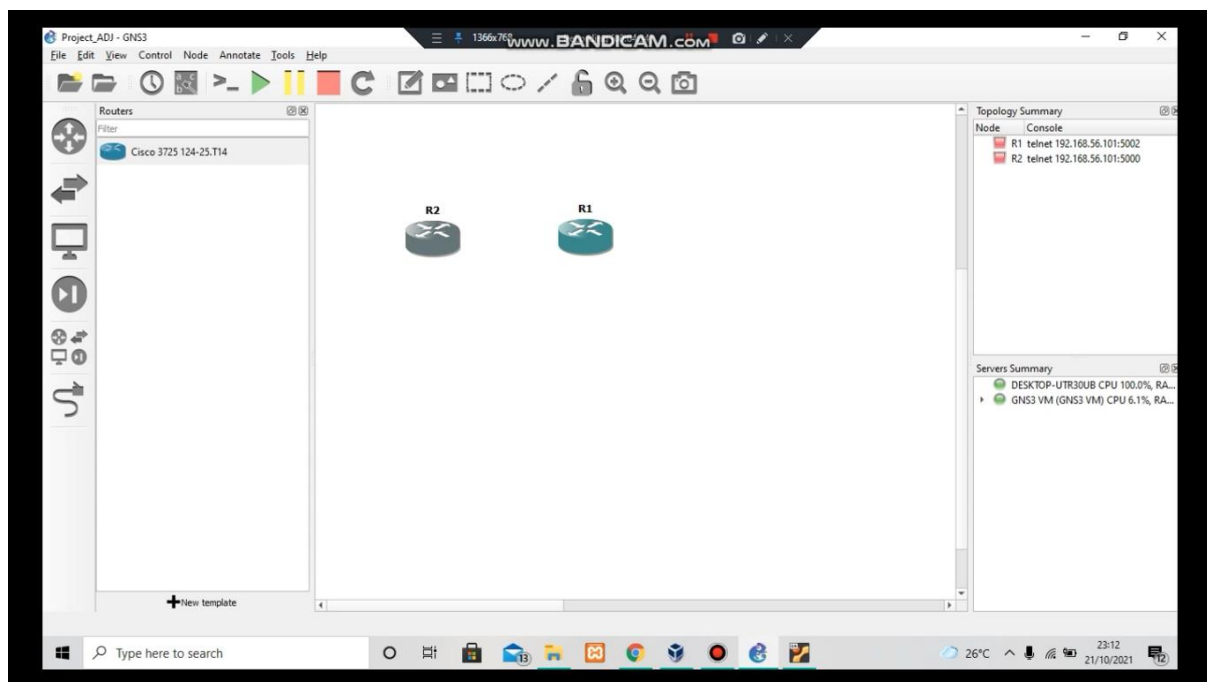 Project_ADJ - GNS3
1366x768
www.BANDICAM.com
File Edit View Control Node Annotate Tools Help
Routers
Filter
Cisco 3725 124-25.T14
New template
R2
R1
Topology Summary
Node Console
R1 telnet 192.168.56.101:5002
R2 telnet 192.168.56.101:5000
Servers Summary
DESKTOP-UTR30UB CPU 100.0%, RA...
GNS3 VM (GNS3 VM) CPU 6.1%, RA...
Type here to search
13
26°C
23:12
21/10/2021
12